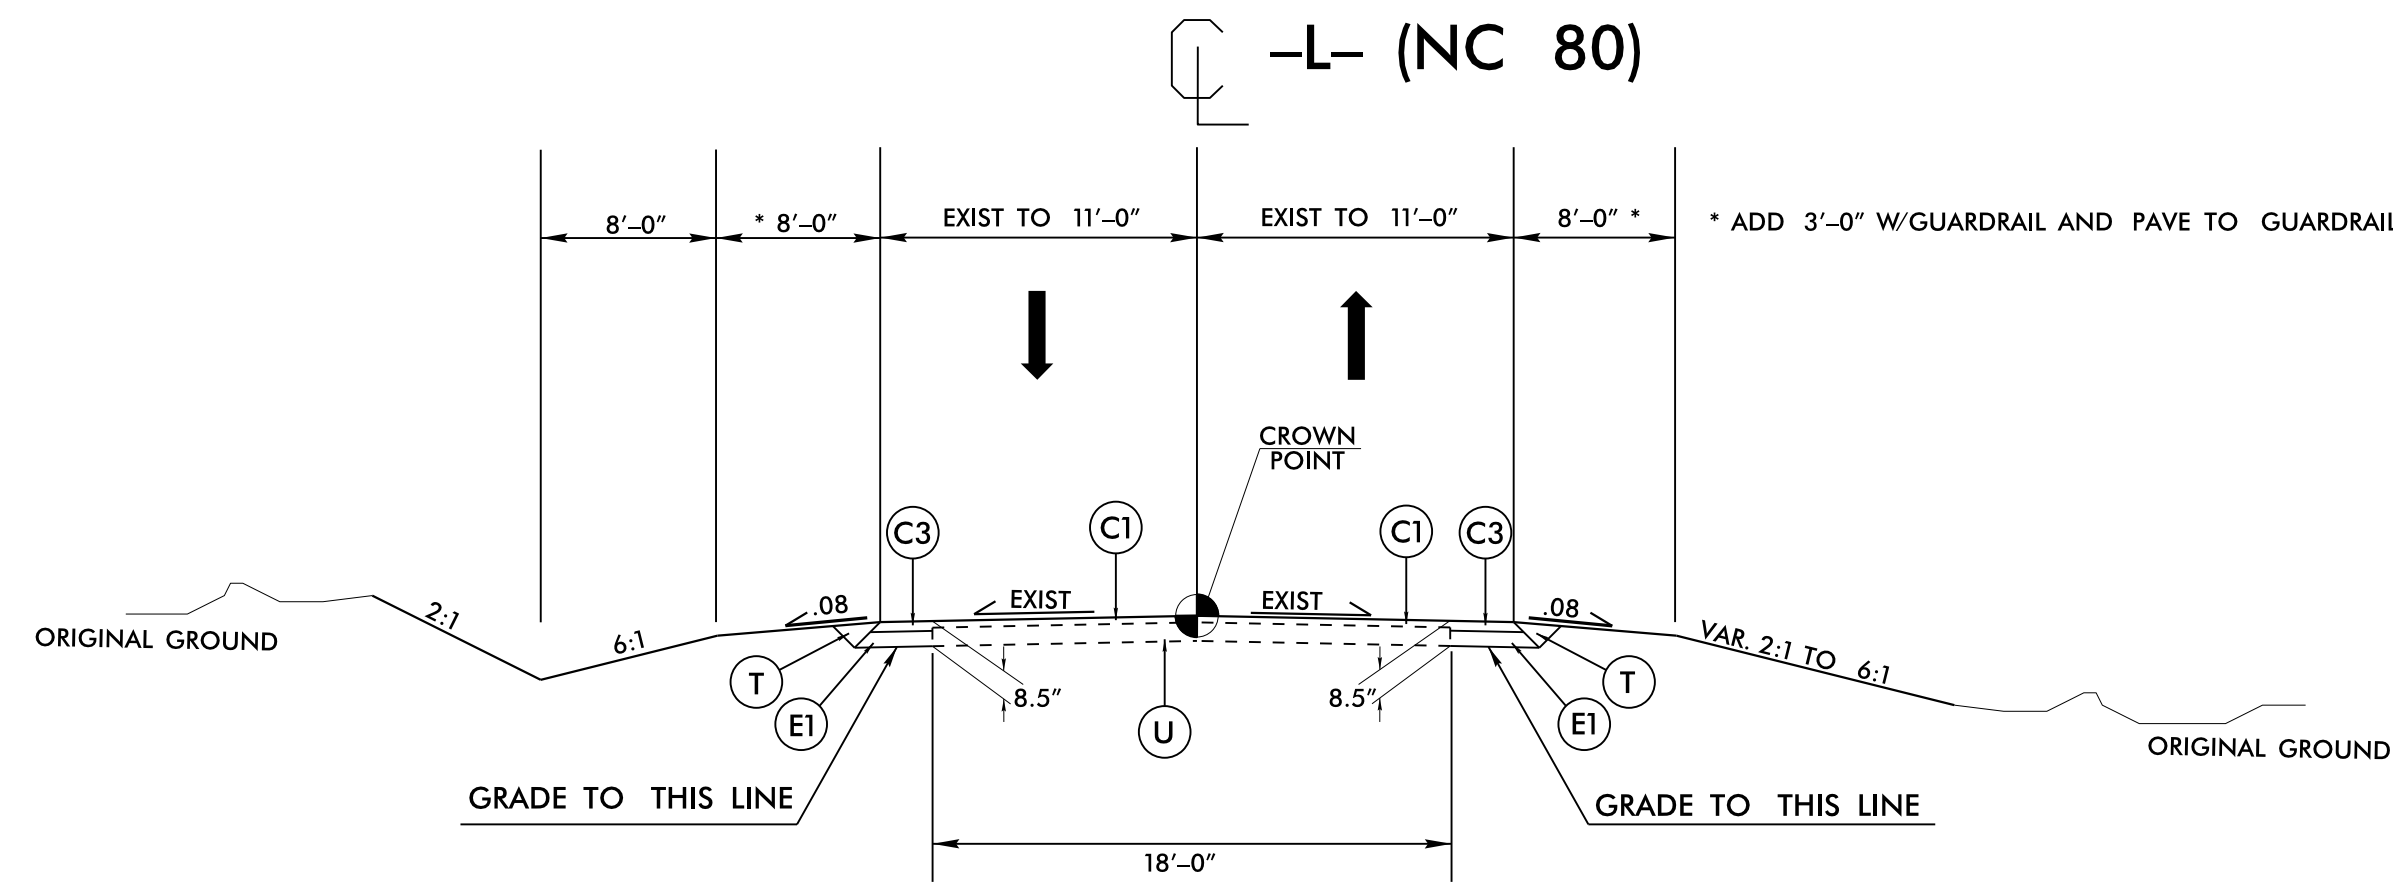 CL –L– (NC 80)
8'–0" * 8'–0" EXIST TO 11'–0" EXIST TO 11'–0" 8'–0" * * ADD 3'–0" W/GUARDRAIL AND PAVE TO GUARDRAIL
CROWN
POINT
C3 C1 C1 C3
2:1 .08 EXIST EXIST .08
ORIGINAL GROUND 6:1 VAR. 2:1 TO 6:1
T 8.5" 8.5" T
E1 U E1
ORIGINAL GROUND
GRADE TO THIS LINE GRADE TO THIS LINE
18'–0"